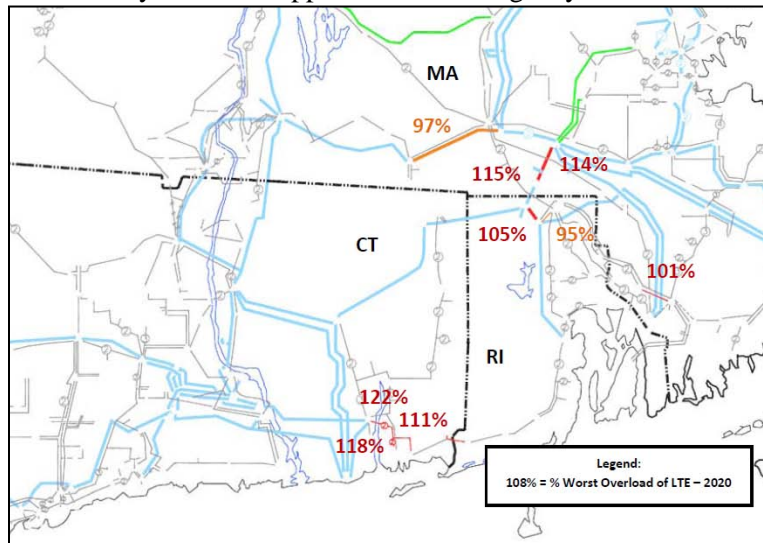 MA
97%
115%
114%
CT
105%
95%
101%
RI
122%
111%
118%
Legend:
108% = % Worst Overload of LTE – 2020